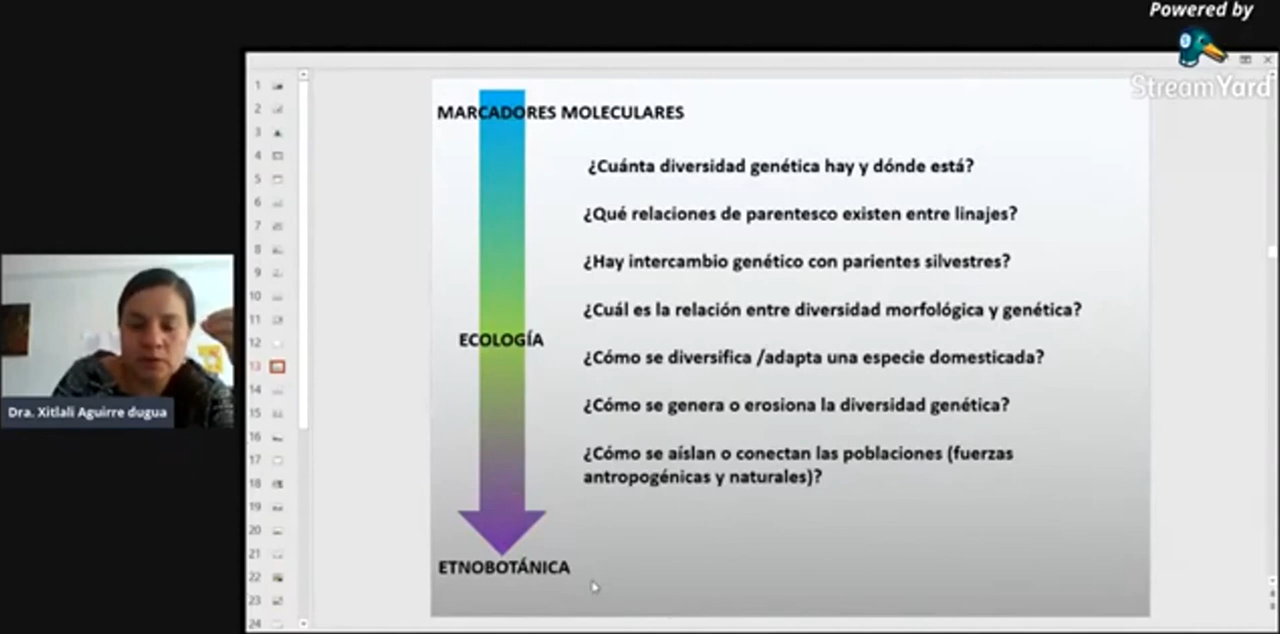 Powered by
StreamYard
1
2
3
4
5
6
7
8
9
10
11
12
13
14
15
16
17
18
19
20
21
22
23
24
MARCADORES MOLECULARES
¿Cuánta diversidad genética hay y dónde está?
¿Qué relaciones de parentesco existen entre linajes?
¿Hay intercambio genético con parientes silvestres?
¿Cuál es la relación entre diversidad morfológica y genética?
ECOLOGÍA
¿Cómo se diversifica /adapta una especie domesticada?
¿Cómo se genera o erosiona la diversidad genética?
¿Cómo se aíslan o conectan las poblaciones (fuerzas
antropogénicas y naturales)?
ETNOBOTÁNICA
Dra. Xitlali Aguirre dugua